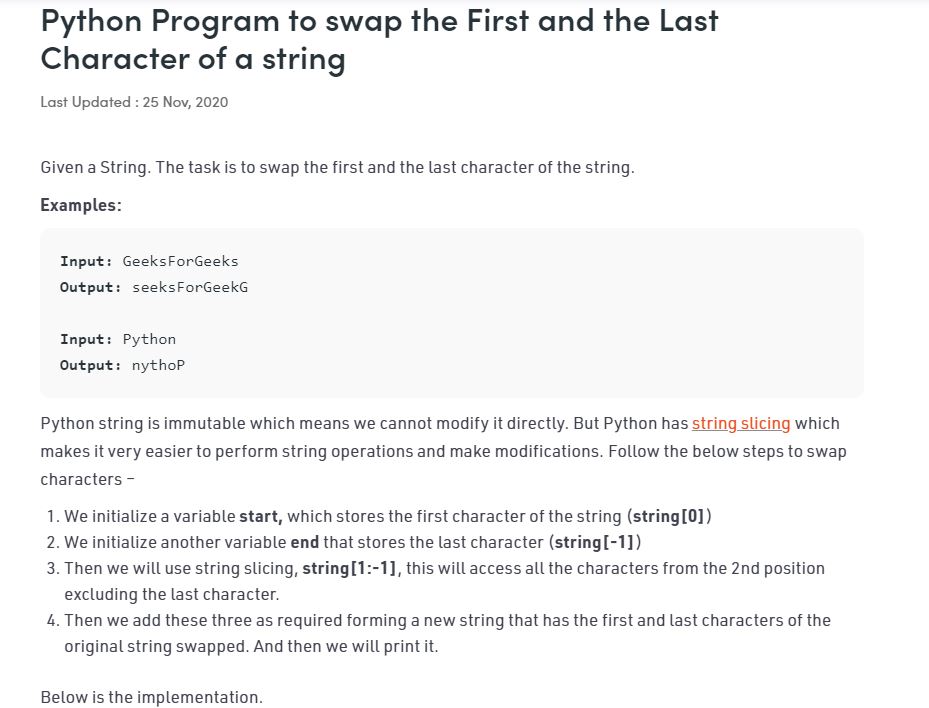 Python Program to swap the First and the Last
Character of a string
Last Updated : 25 Nov, 2020
Given a String. The task is to swap the first and the last character of the string.
Examples:
Input: GeeksForGeeks
Output: seeksForGeekG
Input: Python
Output: nythoP
Python string is immutable which means we cannot modify it directly. But Python has string slicing which
makes it very easier to perform string operations and make modifications. Follow the below steps to swap
characters –
1. We initialize a variable start, which stores the first character of the string (string[0])
2. We initialize another variable end that stores the last character (string[-1])
3. Then we will use string slicing, string[1:-1], this will access all the characters from the 2nd position
excluding the last character.
4. Then we add these three as required forming a new string that has the first and last characters of the
original string swapped. And then we will print it.
Below is the implementation.